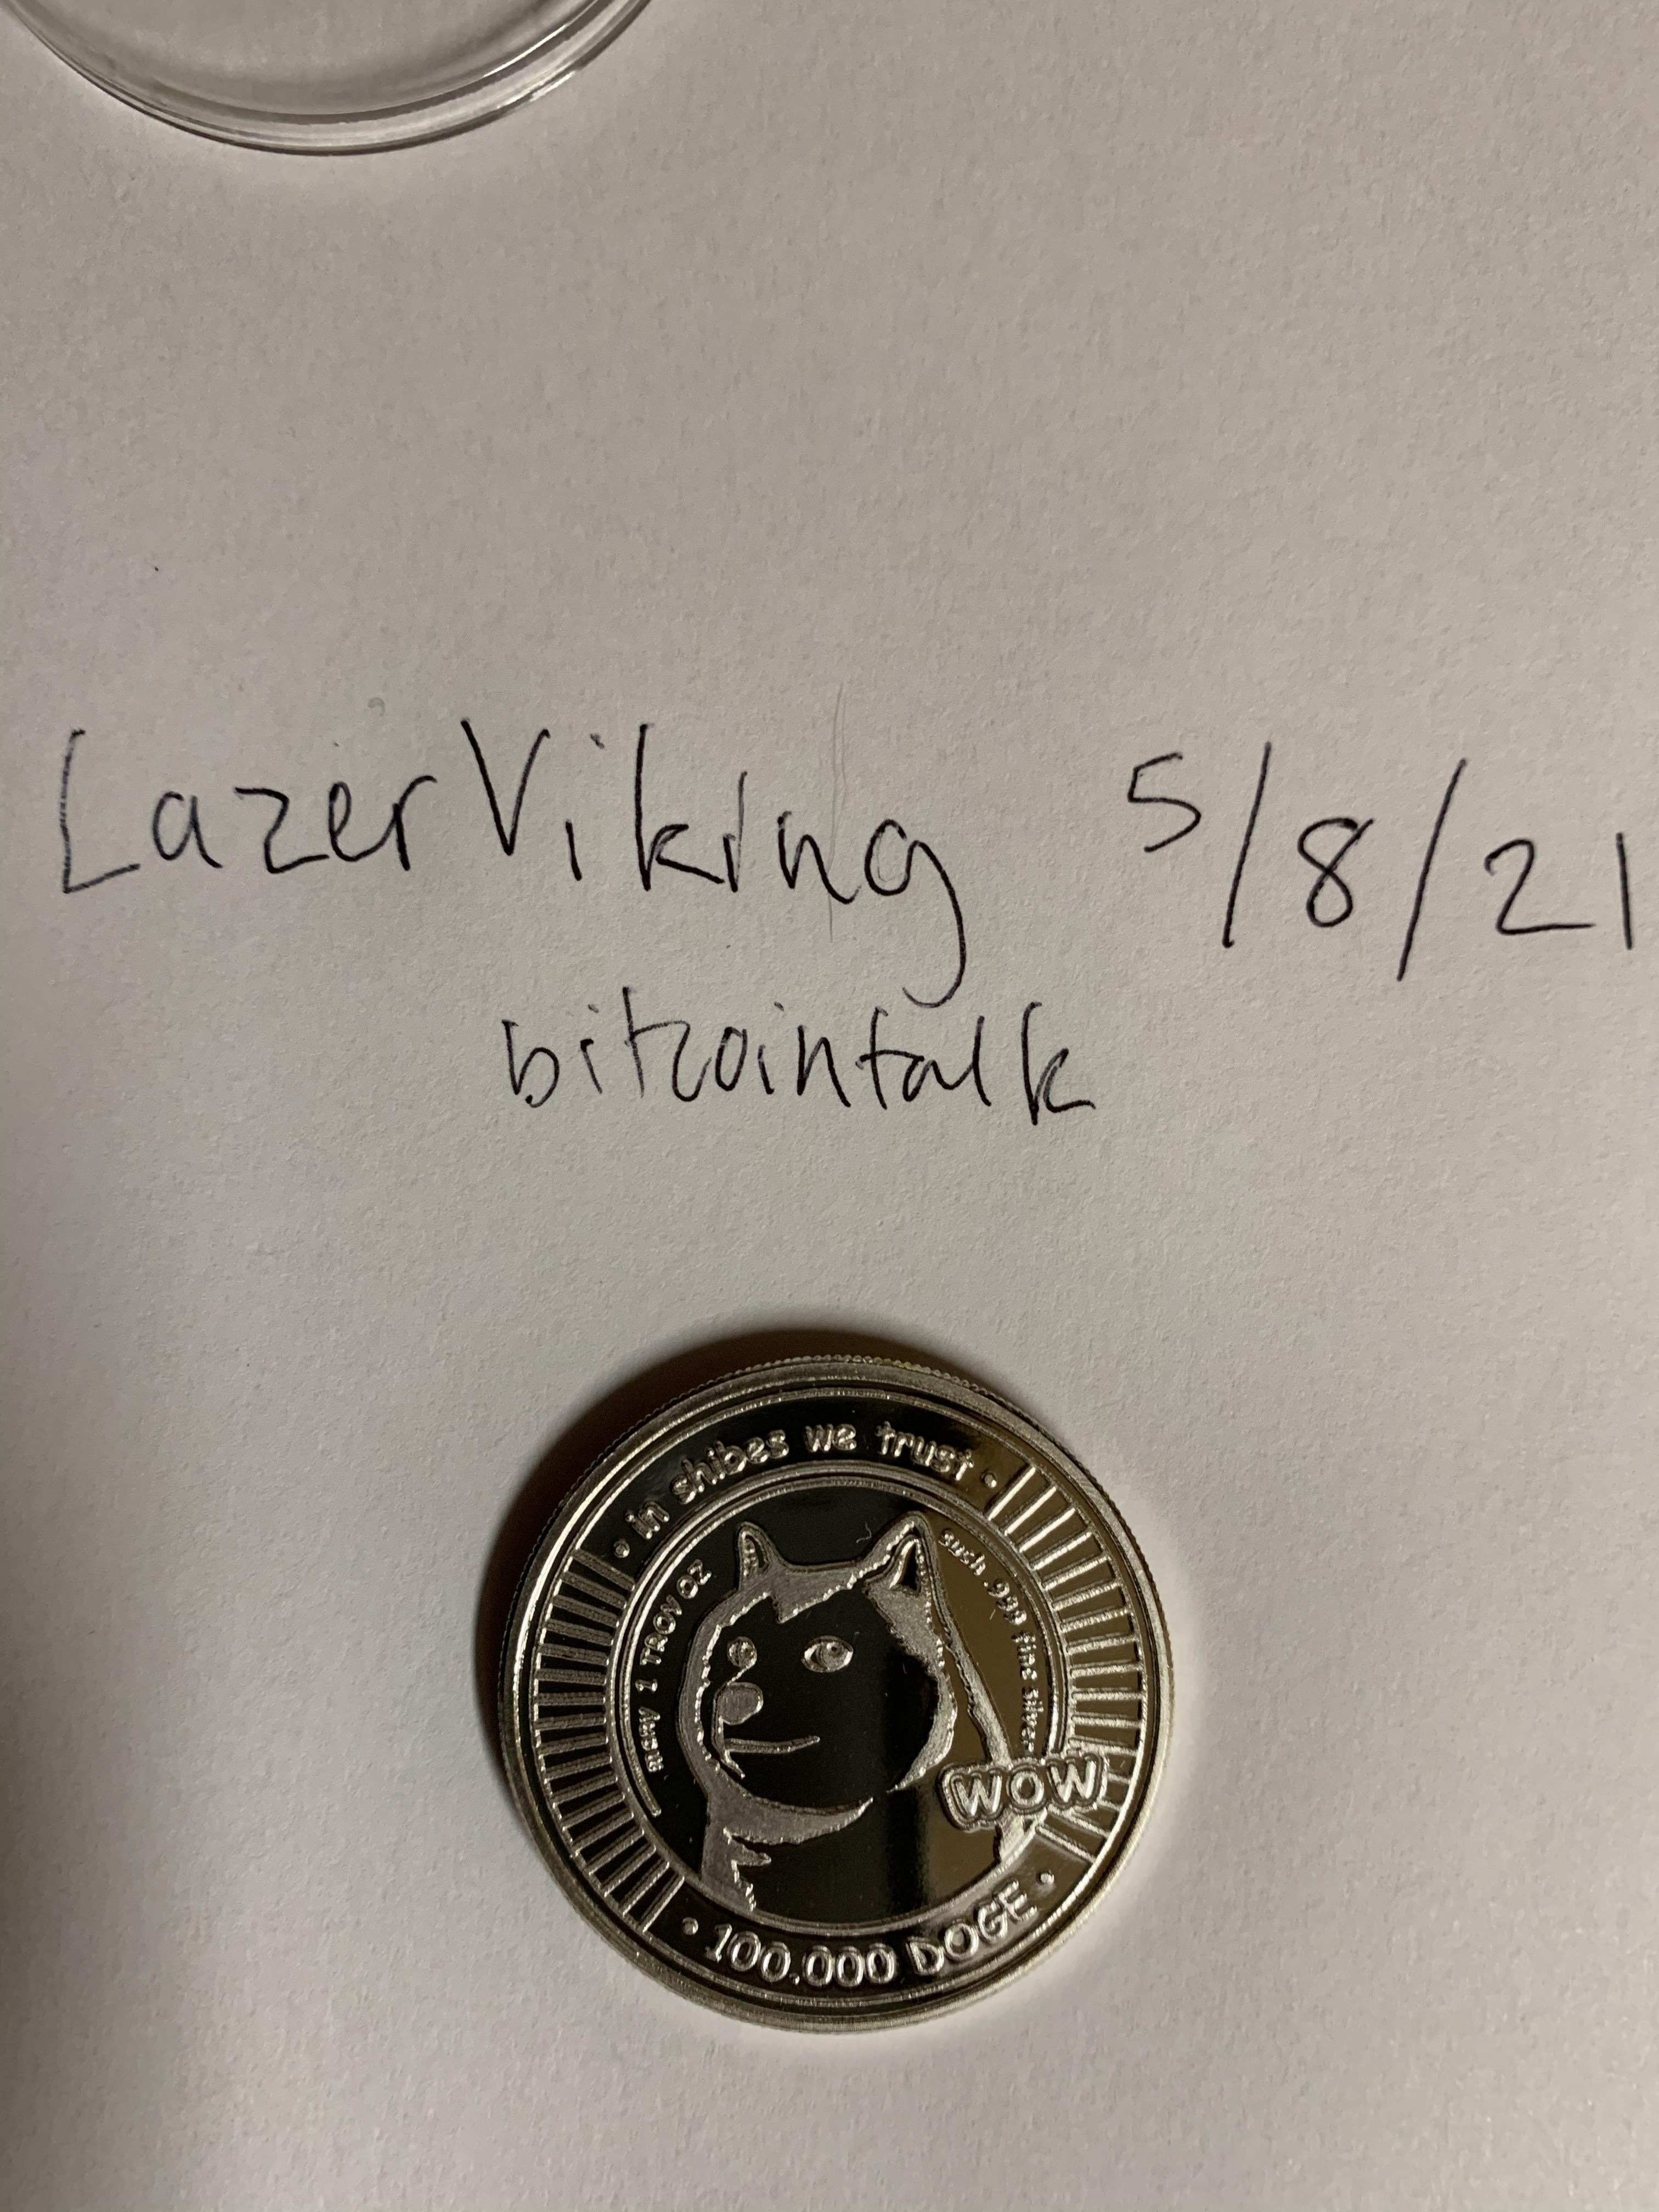 LazerViking 5/8/21
bitcointalk
• in shibes we trust •
many 1 TROY OZ
such 999 fine silver
WOW
• 100.000 DOGE •